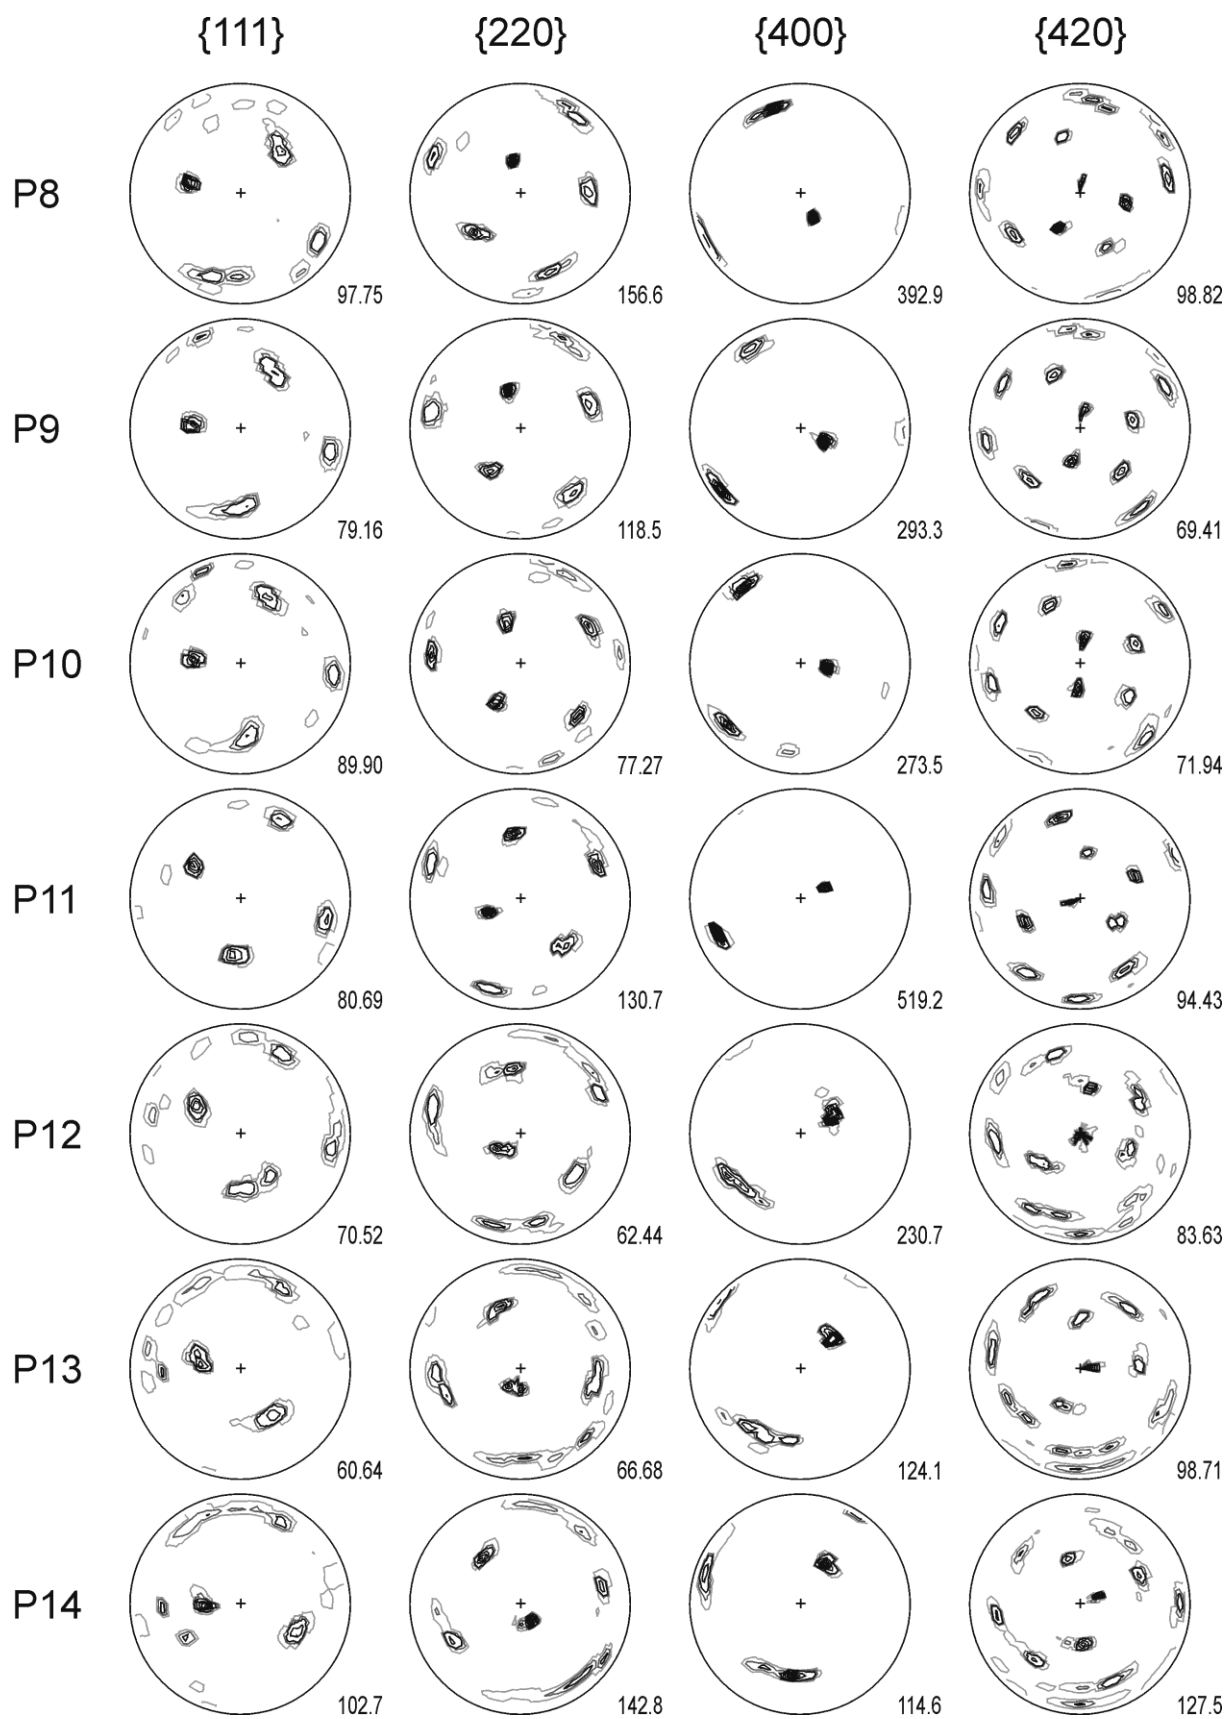 {111} {220} {400} {420}
P8 97.75 156.6 392.9 98.82
P9 79.16 118.5 293.3 69.41
P10 89.90 77.27 273.5 71.94
P11 80.69 130.7 519.2 94.43
P12 70.52 62.44 230.7 83.63
P13 60.64 66.68 124.1 98.71
P14 102.7 142.8 114.6 127.5